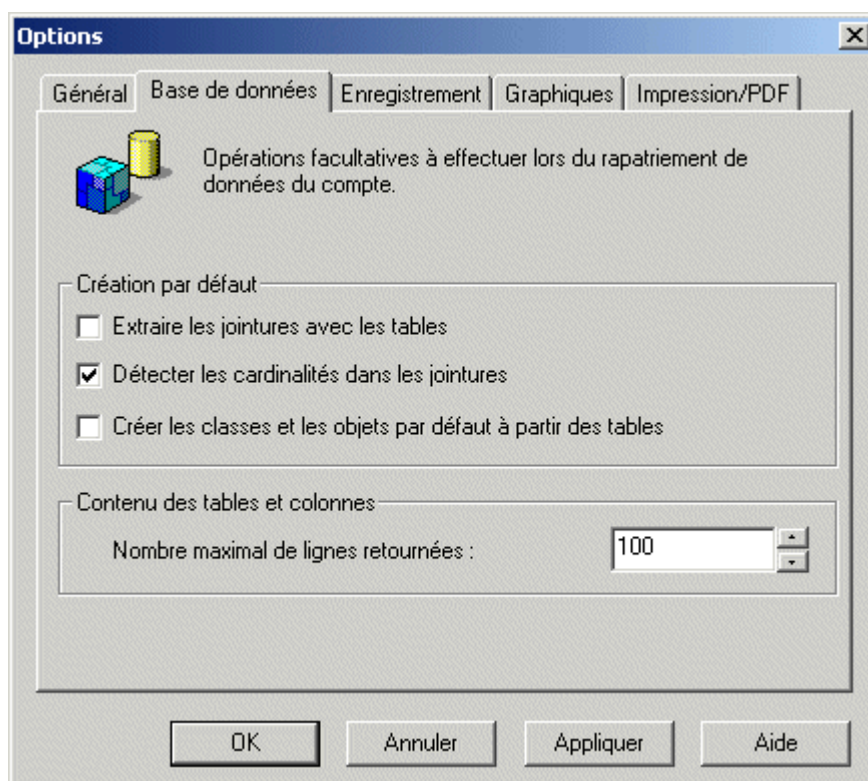 Options
Général Base de données Enregistrement Graphiques Impression/PDF
Opérations facultatives à effectuer lors du rapatriement de
données du compte.
Création par défaut
Extraire les jointures avec les tables
Détecter les cardinalités dans les jointures
Créer les classes et les objets par défaut à partir des tables
Contenu des tables et colonnes
Nombre maximal de lignes retournées : 100
OK Annuler Appliquer Aide